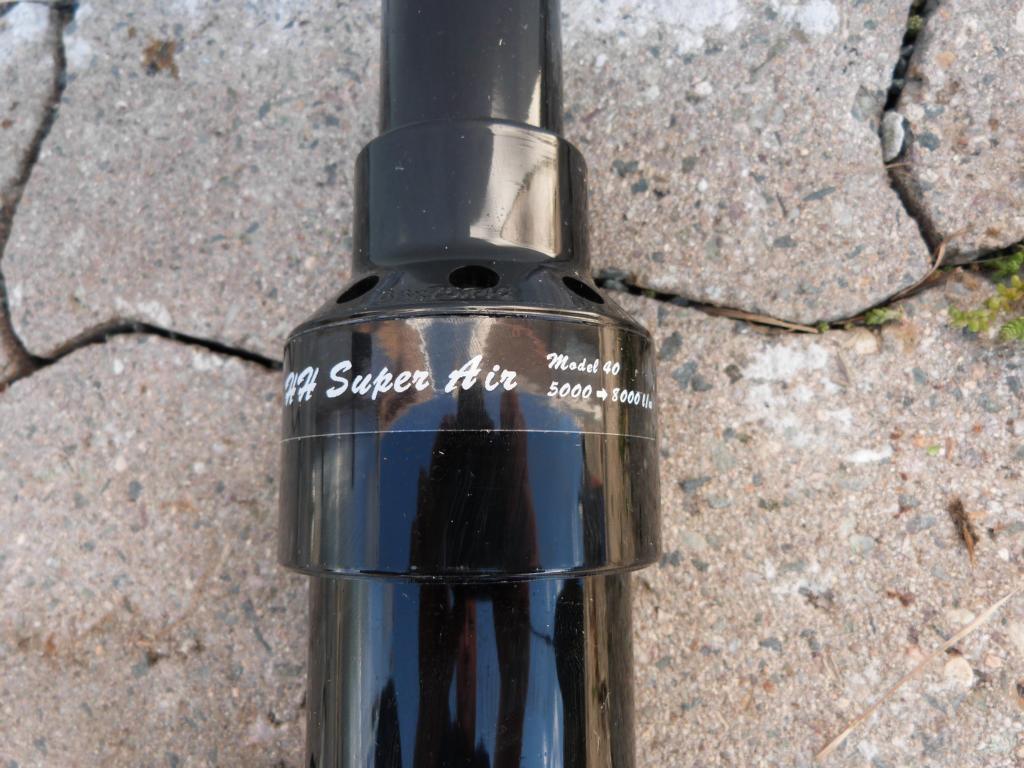 HH Super Air
Model 40
5000 → 8000 l/